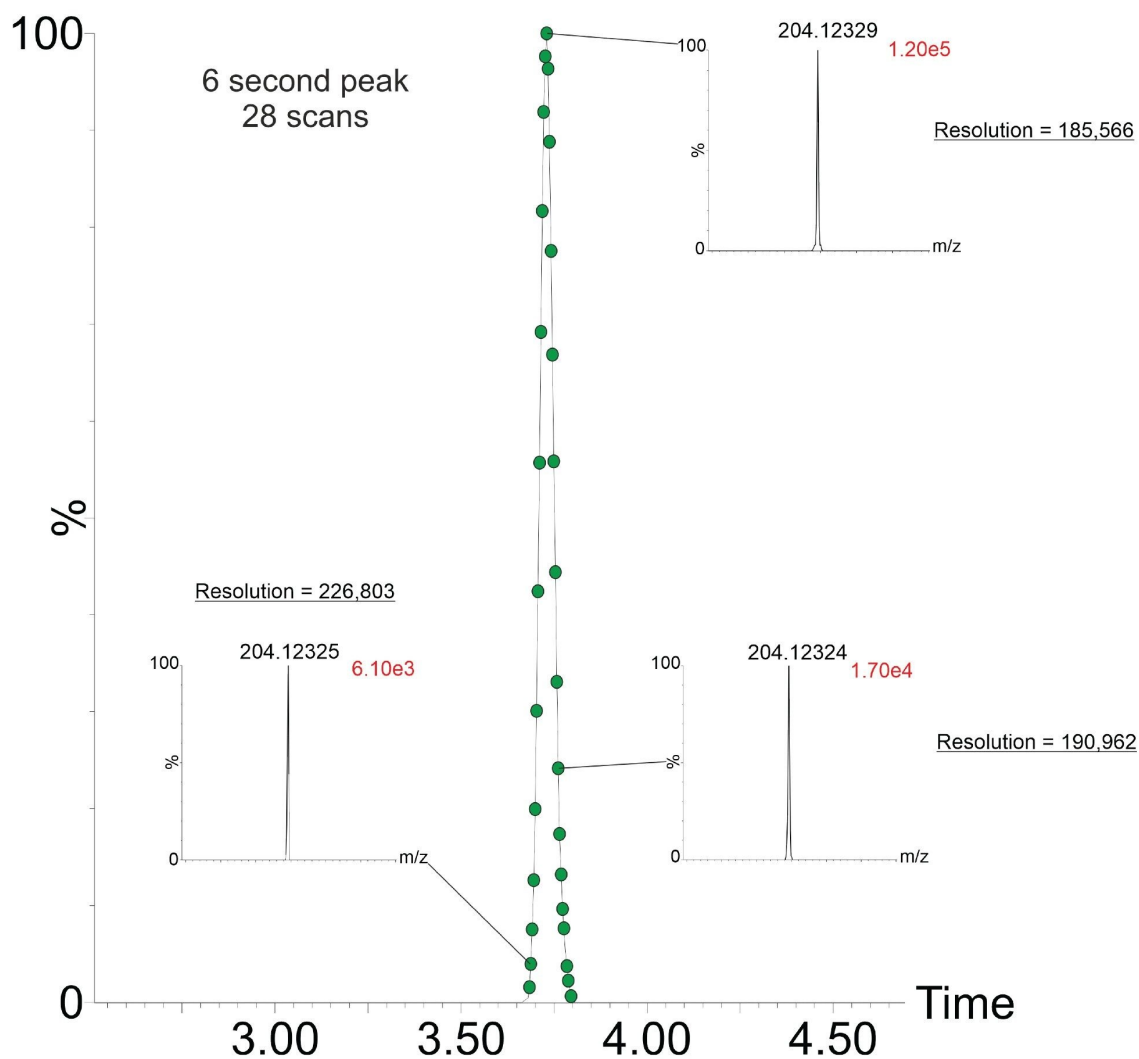 100
6 second peak
28 scans
204.12329
100
1.20e5
Resolution = 185,566
%
0
m/z
%
Resolution = 226,803
204.12325
100
6.10e3
%
0
m/z
204.12324
100
1.70e4
Resolution = 190,962
%
0
m/z
0
Time
3.00
3.50
4.00
4.50